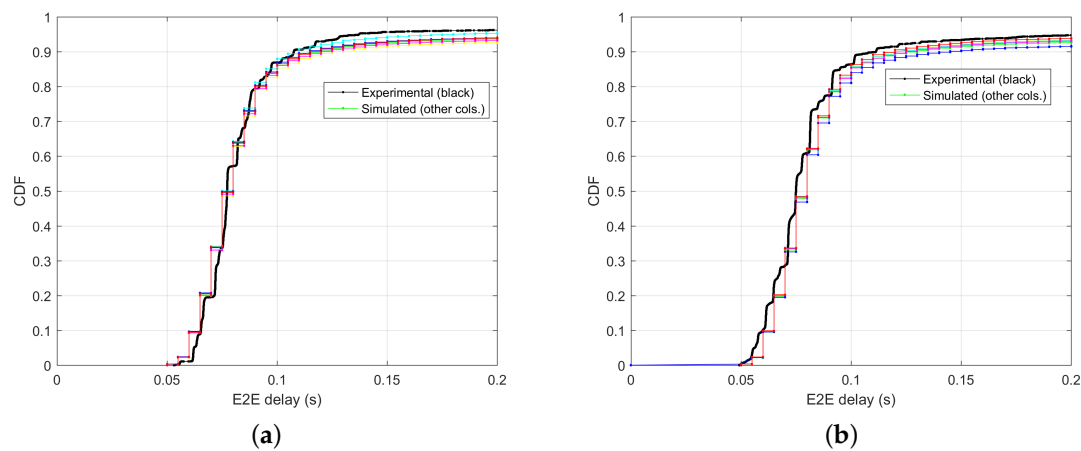 1
0.9
0.8
0.7
0.6
0.5
0.4
0.3
0.2
0.1
0
CDF
Experimental (black)
Simulated (other cols.)
0 0.05 0.1 0.15 0.2
E2E delay (s)
(a)
1
0.9
0.8
0.7
0.6
0.5
0.4
0.3
0.2
0.1
0
CDF
Experimental (black)
Simulated (other cols.)
0 0.05 0.1 0.15 0.2
E2E delay (s)
(b)